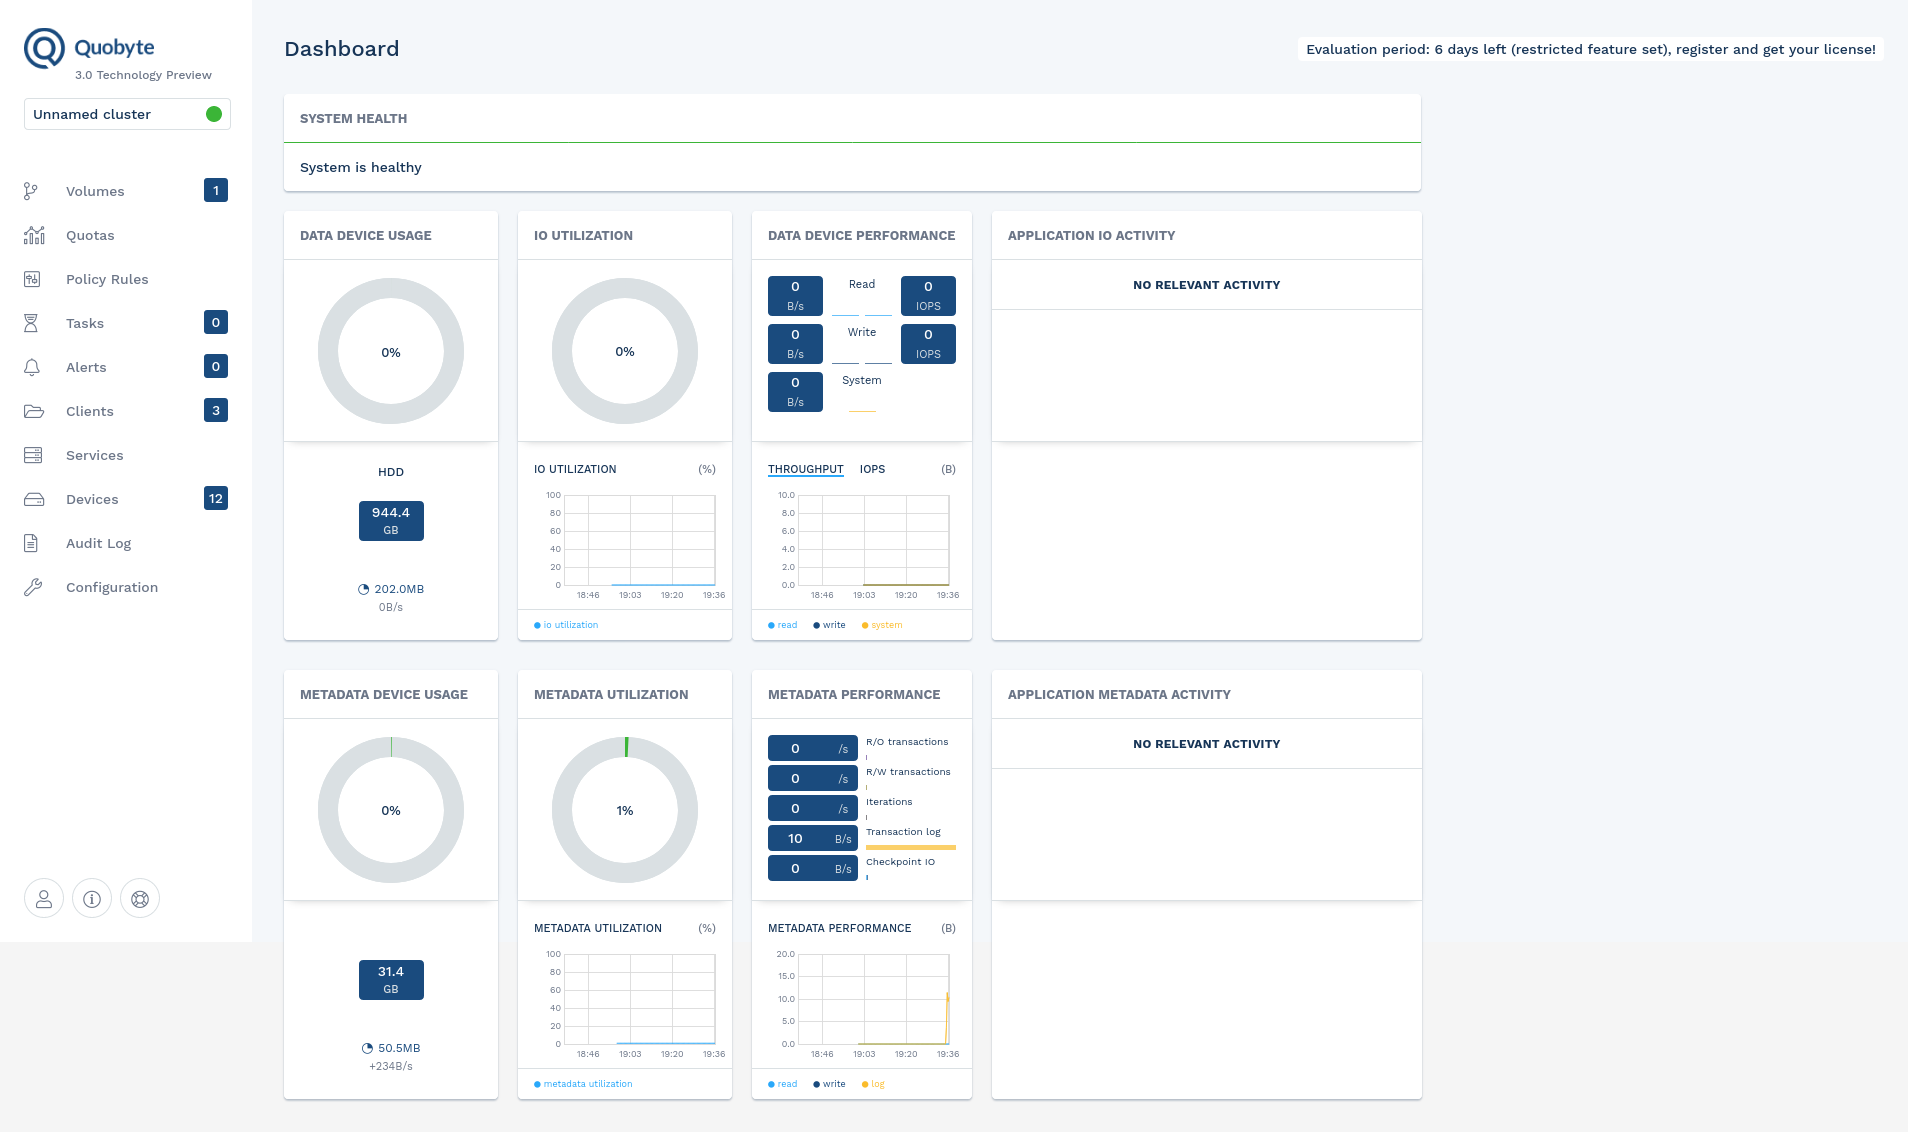 Quobyte
3.0 Technology Preview
Unnamed cluster
Volumes 1
Quotas
Policy Rules
Tasks 0
Alerts 0
Clients 3
Services
Devices 12
Audit Log
Configuration
Dashboard
Evaluation period: 6 days left (restricted feature set), register and get your license!
SYSTEM HEALTH
System is healthy
DATA DEVICE USAGE
0%
HDD
944.4
GB
202.0MB
0B/s
IO UTILIZATION
0%
IO UTILIZATION (%)
100
80
60
40
20
0
18:46 19:03 19:20 19:36
io utilization
DATA DEVICE PERFORMANCE
0 B/s Read 0 IOPS
0 B/s Write 0 IOPS
0 B/s System
THROUGHPUT IOPS (B)
10.0
8.0
6.0
4.0
2.0
0.0
18:46 19:03 19:20 19:36
read write system
APPLICATION IO ACTIVITY
NO RELEVANT ACTIVITY
METADATA DEVICE USAGE
0%
31.4
GB
50.5MB
+234B/s
METADATA UTILIZATION
1%
METADATA UTILIZATION (%)
100
80
60
40
20
0
18:46 19:03 19:20 19:36
metadata utilization
METADATA PERFORMANCE
0 /s R/O transactions
0 /s R/W transactions
0 /s Iterations
10 B/s Transaction log
0 B/s Checkpoint IO
METADATA PERFORMANCE (B)
20.0
15.0
10.0
5.0
0.0
18:46 19:03 19:20 19:36
read write log
APPLICATION METADATA ACTIVITY
NO RELEVANT ACTIVITY